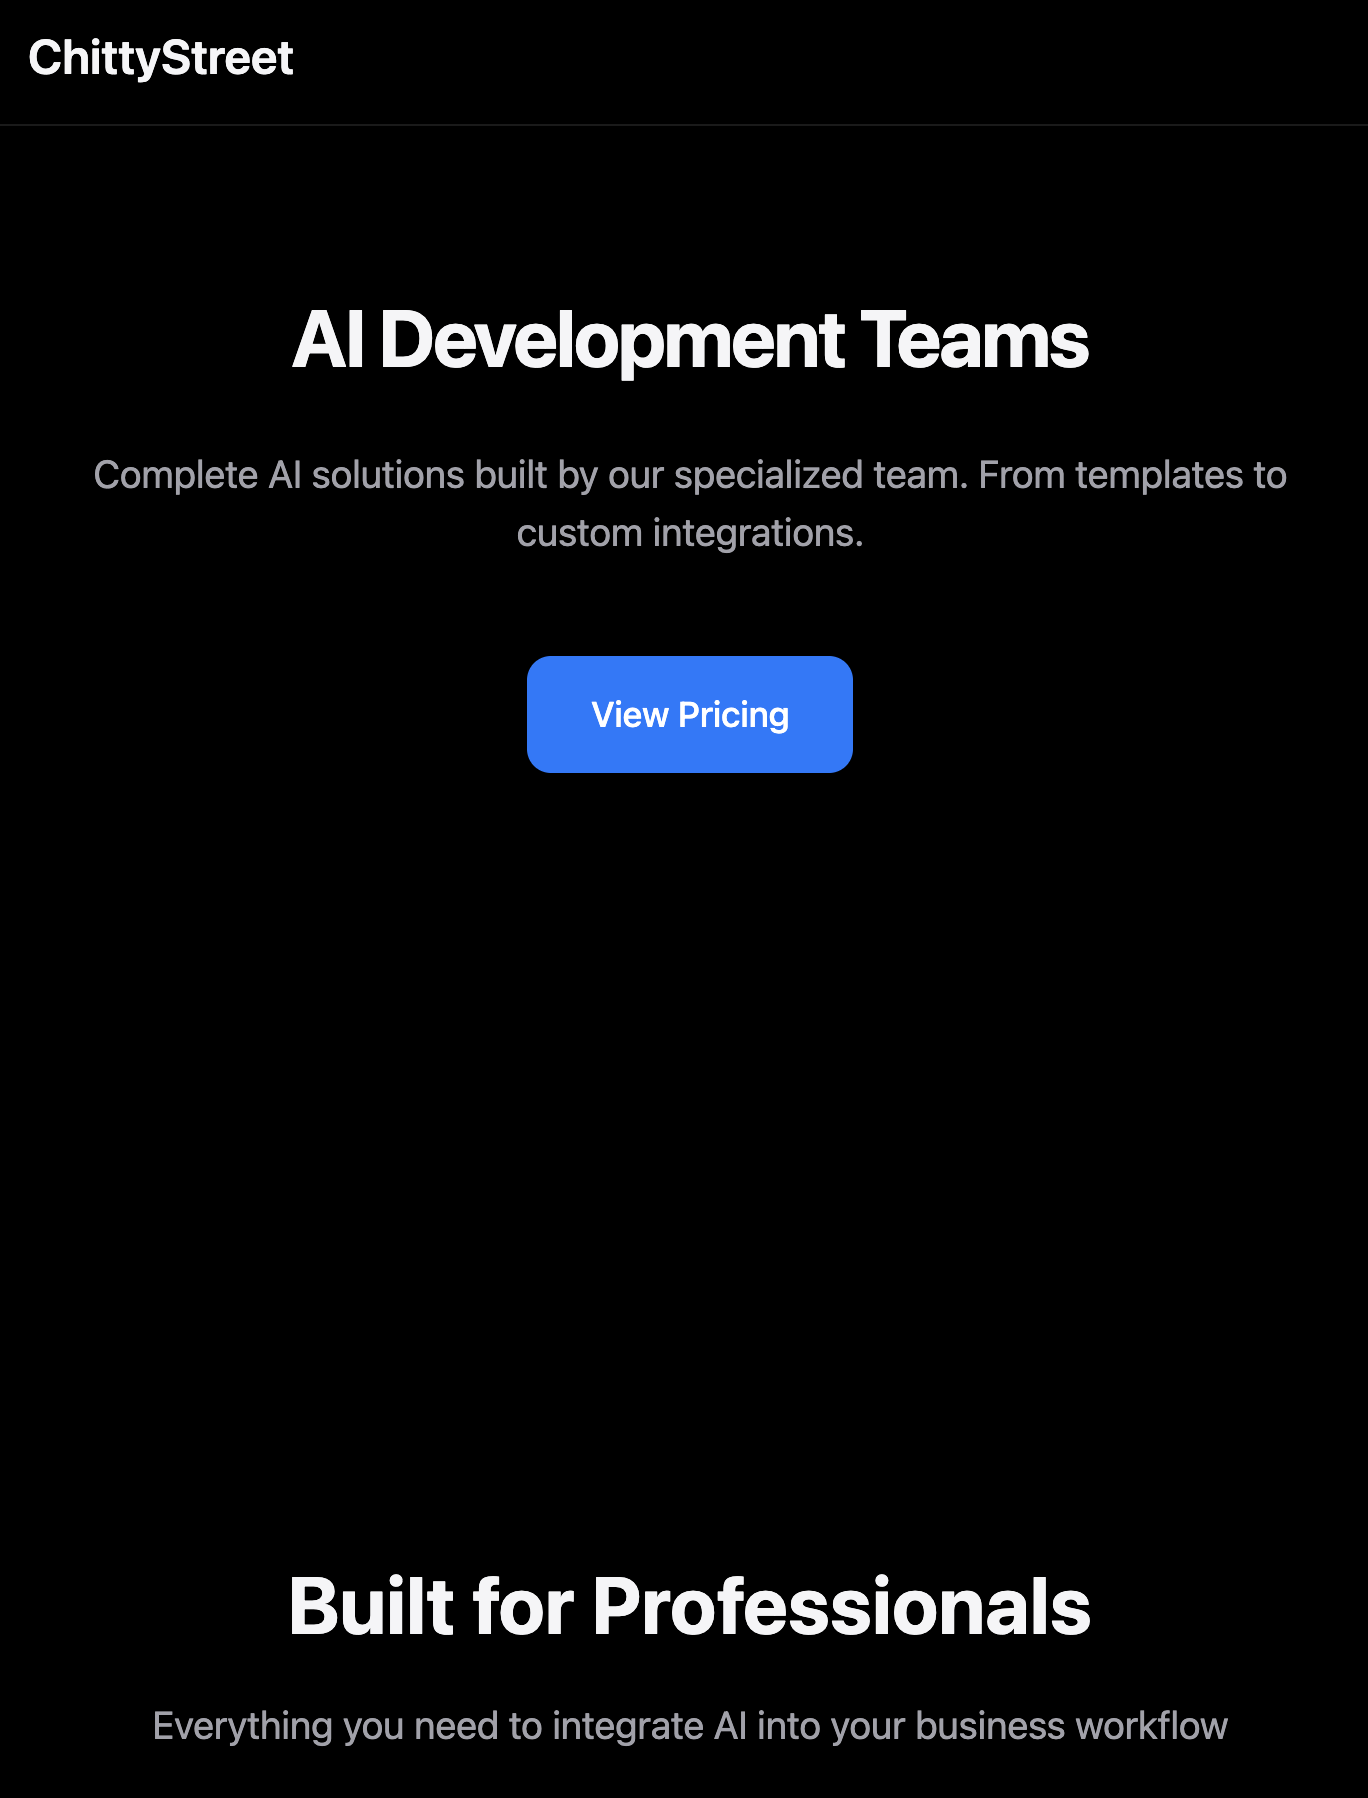 ChittyStreet
AI Development Teams
Complete AI solutions built by our specialized team. From templates to
custom integrations.
View Pricing
Built for Professionals
Everything you need to integrate AI into your business workflow